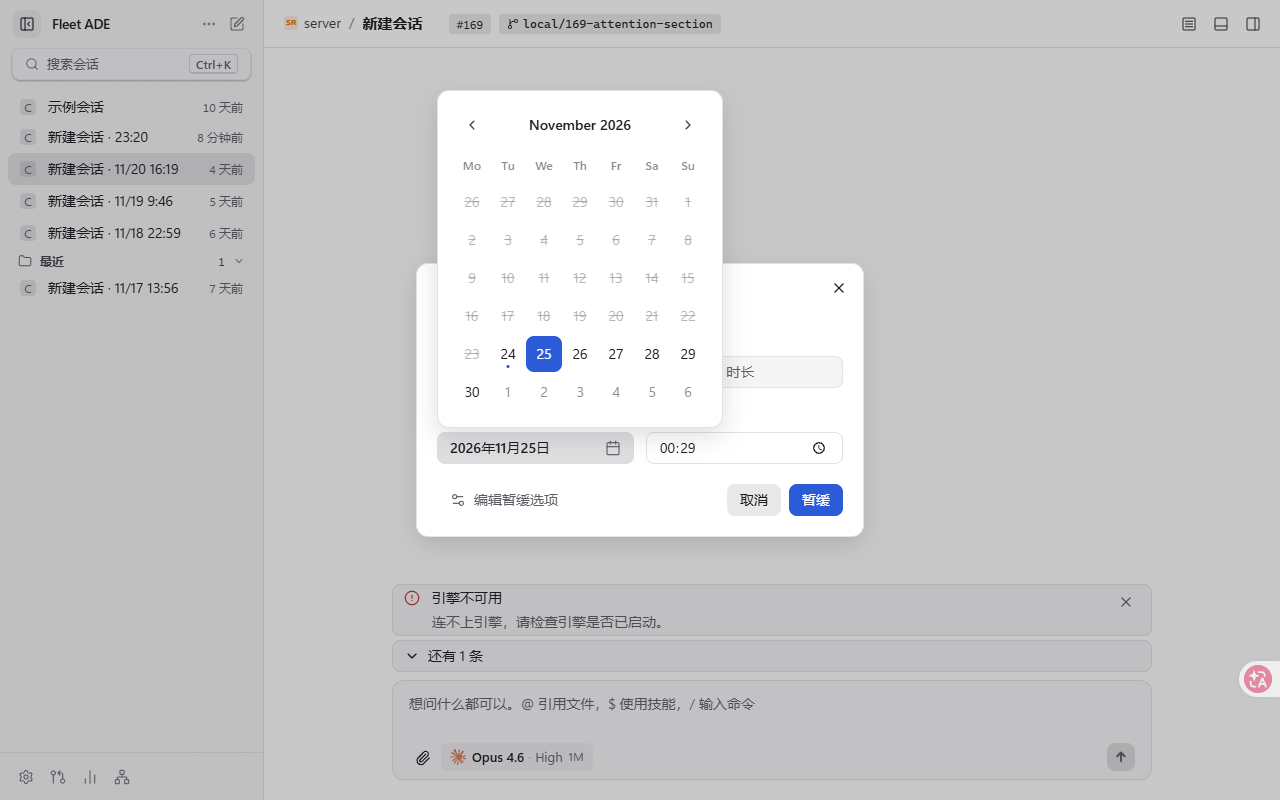 Fleet ADE
搜索会话 Ctrl+K
示例会话 10 天前
新建会话 · 23:20 8 分钟前
新建会话 · 11/20 16:19 4 天前
新建会话 · 11/19 9:46 5 天前
新建会话 · 11/18 22:59 6 天前
最近 1
新建会话 · 11/17 13:56 7 天前
SR server / 新建会话 #169 local/169-attention-section
November 2026
Mo Tu We Th Fr Sa Su
26 27 28 29 30 31 1
2 3 4 5 6 7 8
9 10 11 12 13 14 15
16 17 18 19 20 21 22
23 24 25 26 27 28 29
30 1 2 3 4 5 6
时长
2026年11月25日 00:29
编辑暂缓选项 取消 暂缓
引擎不可用
连不上引擎，请检查引擎是否已启动。
还有 1 条
想问什么都可以。@ 引用文件，$ 使用技能，/ 输入命令
Opus 4.6 · High 1M